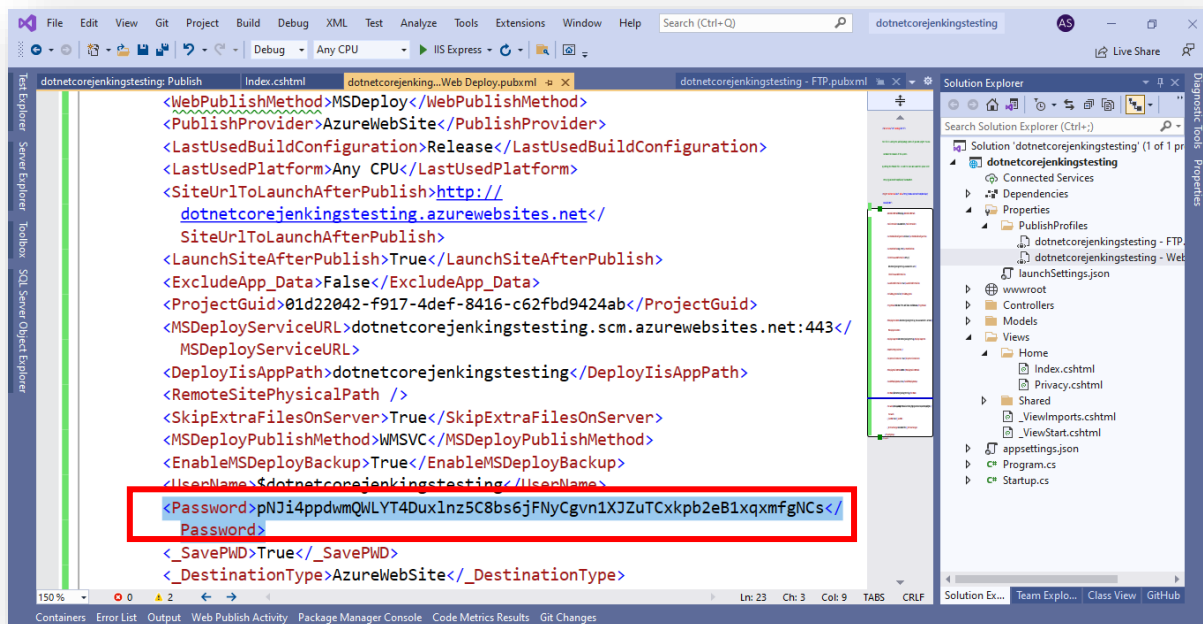 File Edit View Git Project Build Debug XML Test Analyze Tools Extensions Window Help Search (Ctrl+Q) dotnetcorejenkingstesting AS
Debug Any CPU IIS Express Live Share
Test Explorer
Server Explorer
Toolbox
SQL Server Object Explorer
dotnetcorejenkingstesting: Publish Index.cshtml dotnetcorejenking...Web Deploy.pubxml dotnetcorejenkingstesting - FTP.pubxml
<WebPublishMethod>MSDeploy</WebPublishMethod>
<PublishProvider>AzureWebSite</PublishProvider>
<LastUsedBuildConfiguration>Release</LastUsedBuildConfiguration>
<LastUsedPlatform>Any CPU</LastUsedPlatform>
<SiteUrlToLaunchAfterPublish>http://
dotnetcorejenkingstesting.azurewebsites.net</
SiteUrlToLaunchAfterPublish>
<LaunchSiteAfterPublish>True</LaunchSiteAfterPublish>
<ExcludeApp_Data>False</ExcludeApp_Data>
<ProjectGuid>01d22042-f917-4def-8416-c62fbd9424ab</ProjectGuid>
<MSDeployServiceURL>dotnetcorejenkingstesting.scm.azurewebsites.net:443</
MSDeployServiceURL>
<DeployIisAppPath>dotnetcorejenkingstesting</DeployIisAppPath>
<RemoteSitePhysicalPath />
<SkipExtraFilesOnServer>True</SkipExtraFilesOnServer>
<MSDeployPublishMethod>WMSVC</MSDeployPublishMethod>
<EnableMSDeployBackup>True</EnableMSDeployBackup>
<UserName>$dotnetcorejenkingstesting</UserName>
<Password>pNJi4ppdwmQWLYT4Duxlnz5C8bs6jFNyCgvn1XJZuTCxkpb2eB1xqxmfgNCs</
Password>
<_SavePWD>True</_SavePWD>
<_DestinationType>AzureWebSite</_DestinationType>
150 % 0 2 Ln: 23 Ch: 3 Col: 9 TABS CRLF
Solution Explorer
Search Solution Explorer (Ctrl+;)
Solution 'dotnetcorejenkingstesting' (1 of 1 pr
dotnetcorejenkingstesting
Connected Services
Dependencies
Properties
PublishProfiles
dotnetcorejenkingstesting - FTP.
dotnetcorejenkingstesting - Web
launchSettings.json
wwwroot
Controllers
Models
Views
Home
Index.cshtml
Privacy.cshtml
Shared
_ViewImports.cshtml
_ViewStart.cshtml
appsettings.json
C# Program.cs
C# Startup.cs
Solution Ex... Team Explo... Class View GitHub
Diagnostic Tools
Properties
Containers Error List Output Web Publish Activity Package Manager Console Code Metrics Results Git Changes